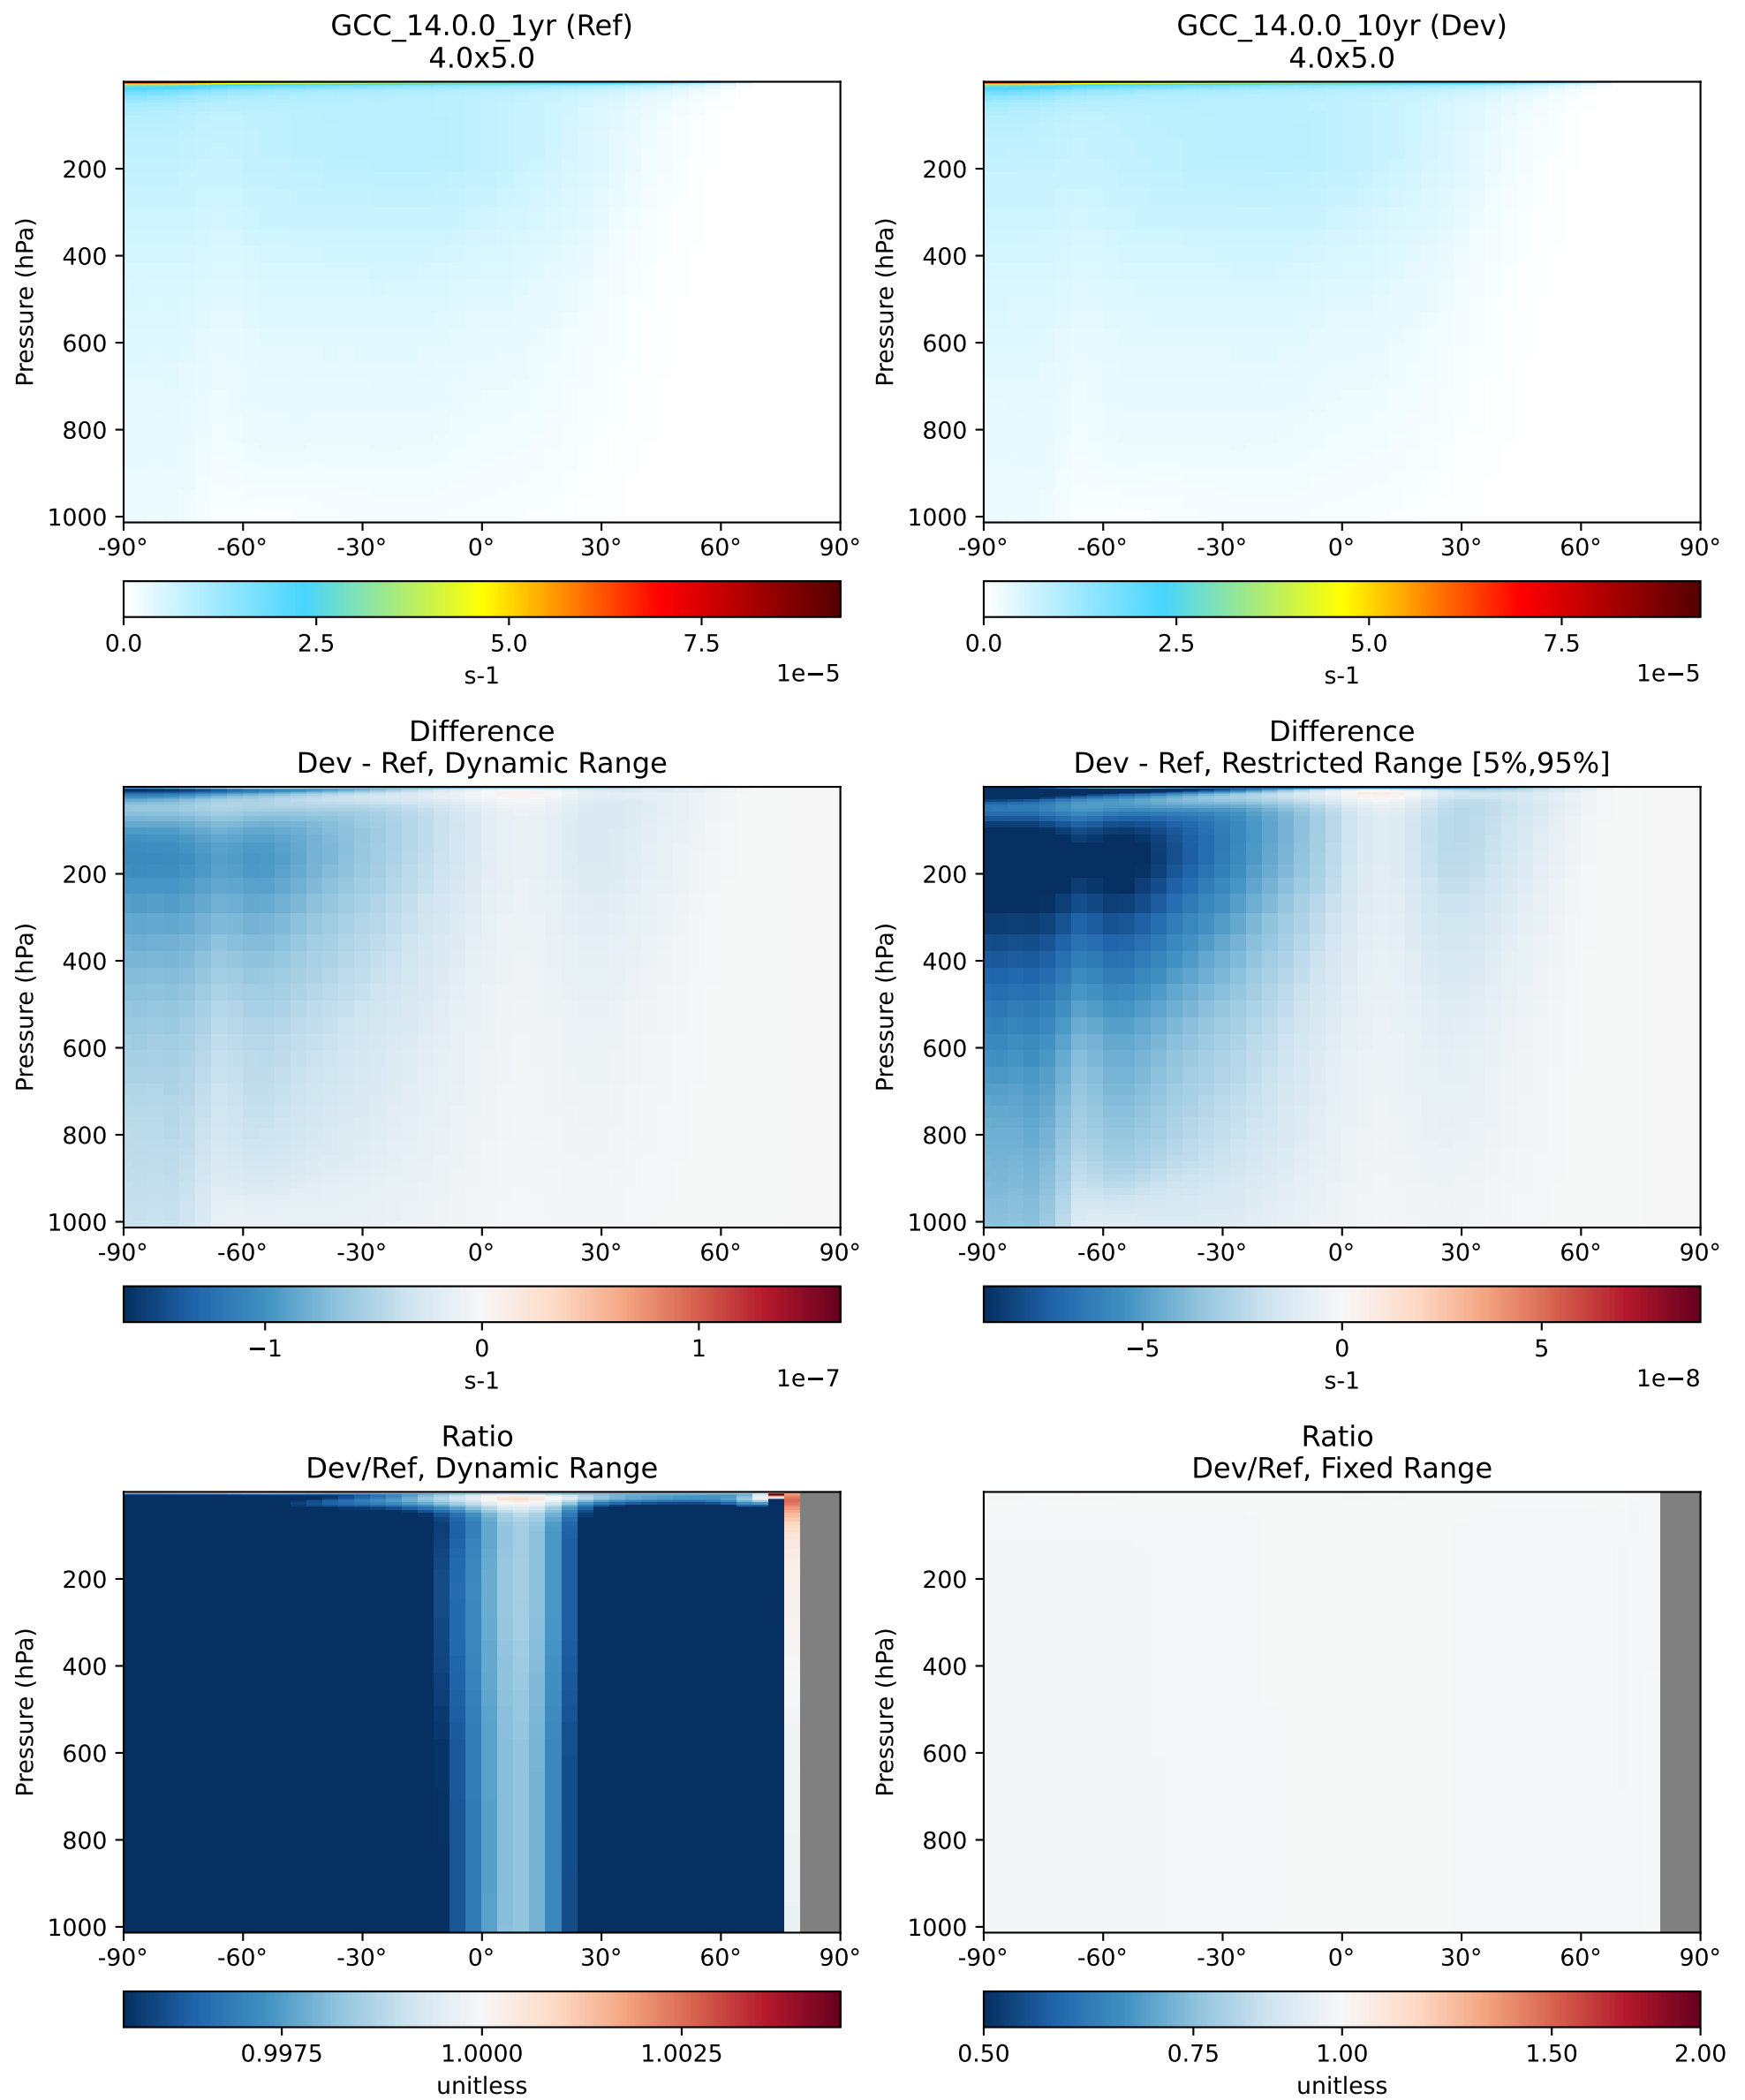 GCC_14.0.0_1yr (Ref)
4.0x5.0
Pressure (hPa)
200
400
600
800
1000
-90° -60° -30° 0° 30° 60° 90°
0.0 2.5 5.0 7.5
s-1 1e−5
GCC_14.0.0_10yr (Dev)
4.0x5.0
Pressure (hPa)
200
400
600
800
1000
-90° -60° -30° 0° 30° 60° 90°
0.0 2.5 5.0 7.5
s-1 1e−5
Difference
Dev - Ref, Dynamic Range
Pressure (hPa)
200
400
600
800
1000
-90° -60° -30° 0° 30° 60° 90°
−1 0 1
s-1 1e−7
Difference
Dev - Ref, Restricted Range [5%,95%]
Pressure (hPa)
200
400
600
800
1000
-90° -60° -30° 0° 30° 60° 90°
−5 0 5
s-1 1e−8
Ratio
Dev/Ref, Dynamic Range
Pressure (hPa)
200
400
600
800
1000
-90° -60° -30° 0° 30° 60° 90°
0.9975 1.0000 1.0025
unitless
Ratio
Dev/Ref, Fixed Range
Pressure (hPa)
200
400
600
800
1000
-90° -60° -30° 0° 30° 60° 90°
0.50 0.75 1.00 1.50 2.00
unitless